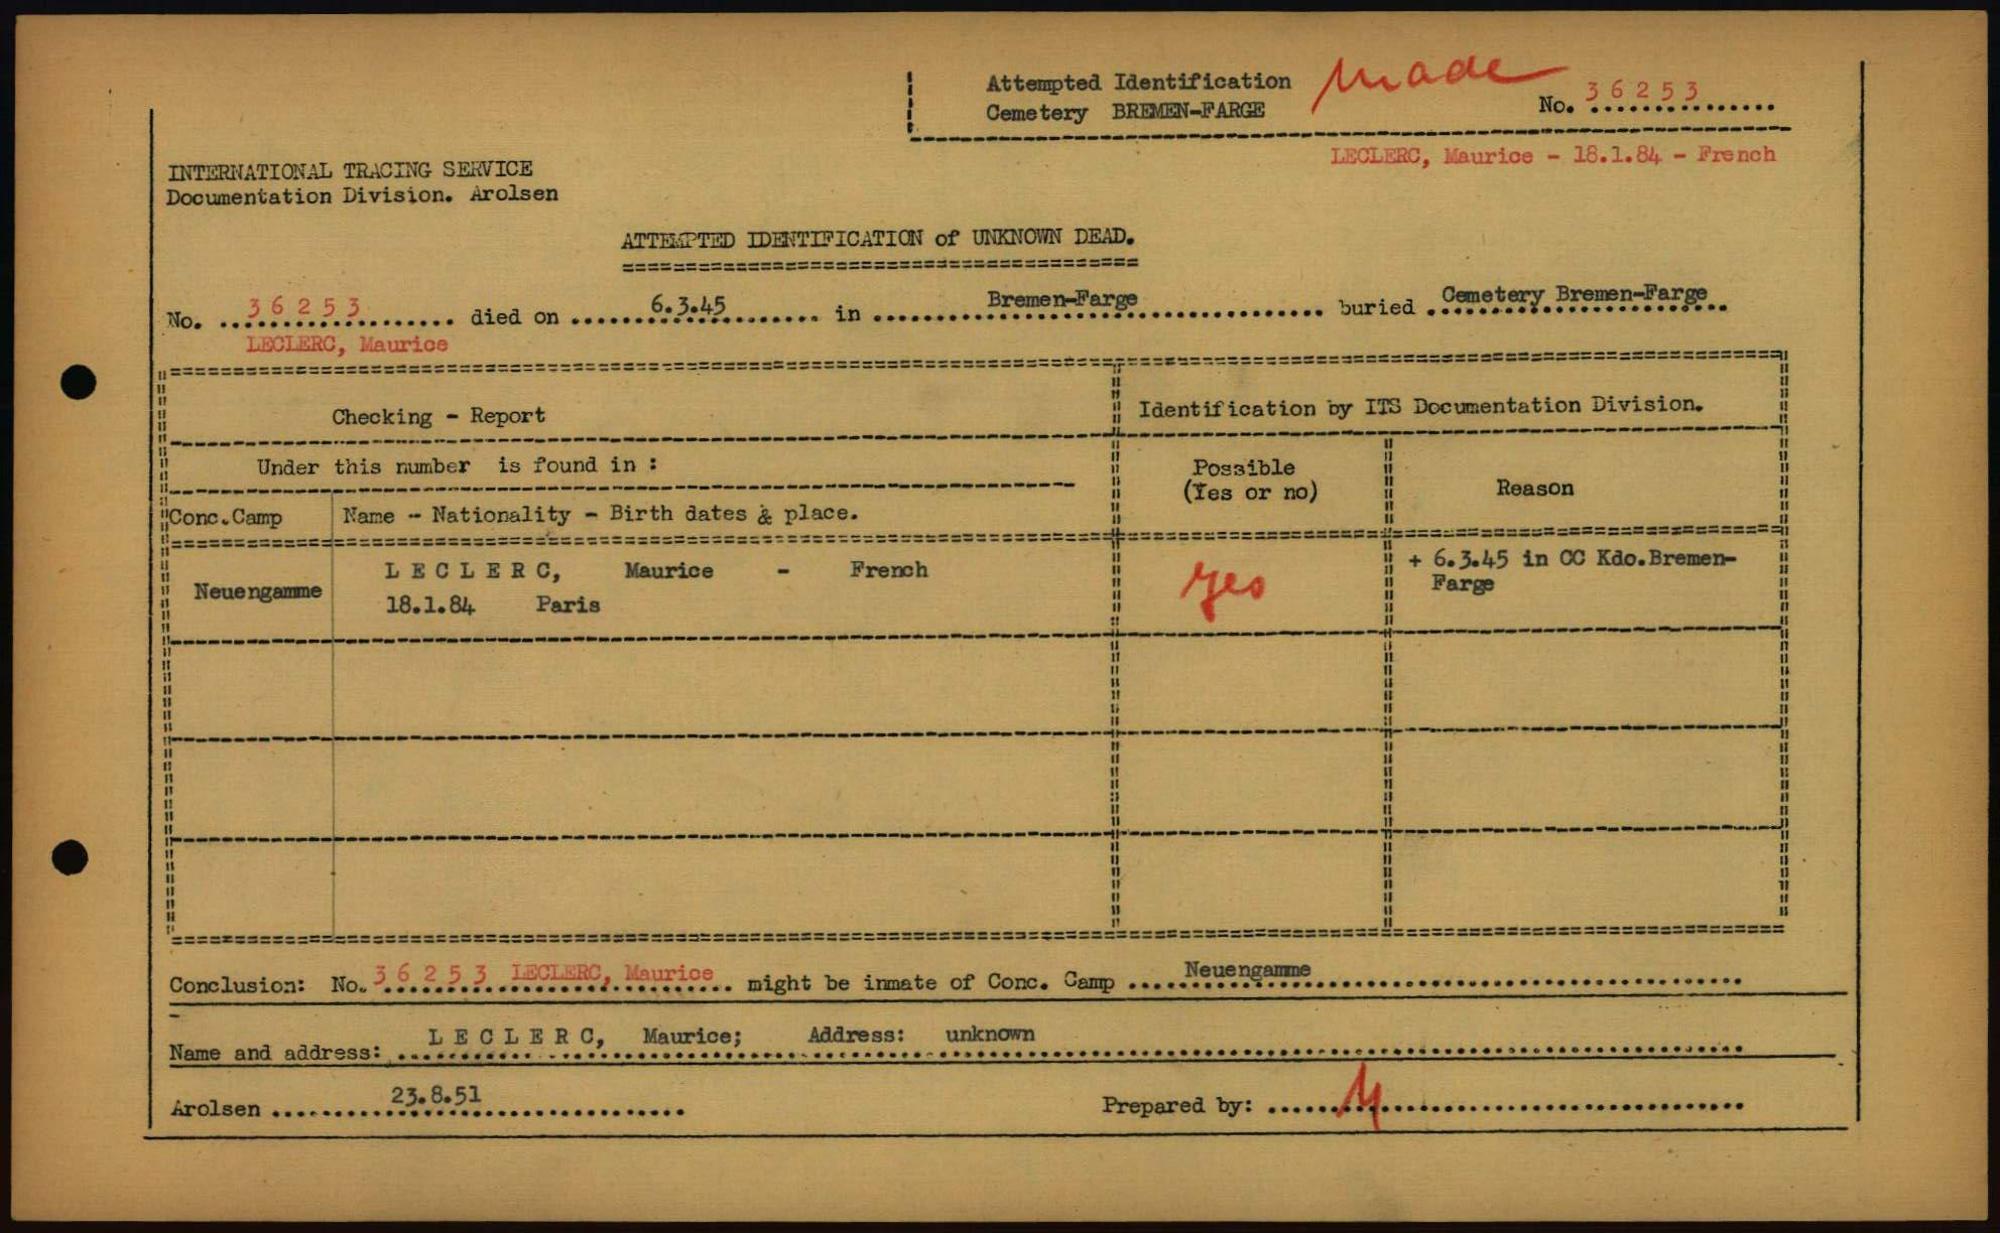 Attempted Identification made
Cemetery BREMEN-FARGE No. 36253
LECLERC, Maurice - 18.1.84 - French
INTERNATIONAL TRACING SERVICE
Documentation Division. Arolsen
ATTEMPTED IDENTIFICATION of UNKNOWN DEAD.
No. 36253 died on 6.3.45 in Bremen-Farge buried Cemetery Bremen-Farge
LECLERC, Maurice
Checking - Report
Identification by ITS Documentation Division.
Under this number is found in :
Possible
(Yes or no)
Reason
Conc.Camp
Name - Nationality - Birth dates & place.
Neuengamme
LECLERC, Maurice - French
18.1.84 Paris
yes
+ 6.3.45 in CC Kdo.Bremen-
Farge
Conclusion: No. 36253 LECLERC, Maurice might be inmate of Conc. Camp Neuengamme
Name and address: LECLERC, Maurice; Address: unknown
Arolsen 23.8.51
Prepared by: